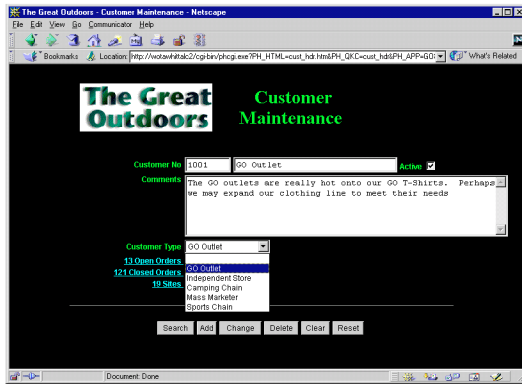 The Great Outdoors - Customer Maintenance - Netscape
File Edit View Go Communicator Help
Bookmarks Location: http://wotawhittalc2/cgi-bin/phcgi.exe?PH_HTML=cust_hdr.htm&PH_QKC=cust_hdr&PH_APP=GO: What's Related
The Great
Outdoors
Customer
Maintenance
Customer No 1001 GO Outlet Active
Comments
The GO outlets are really hot onto our GO T-Shirts. Perhaps
we may expand our clothing line to meet their needs
Customer Type GO Outlet
13 Open Orders
121 Closed Orders
19 Sites
GO Outlet
Independent Store
Camping Chain
Mass Marketer
Sports Chain
Search Add Change Delete Clear Reset
Document: Done